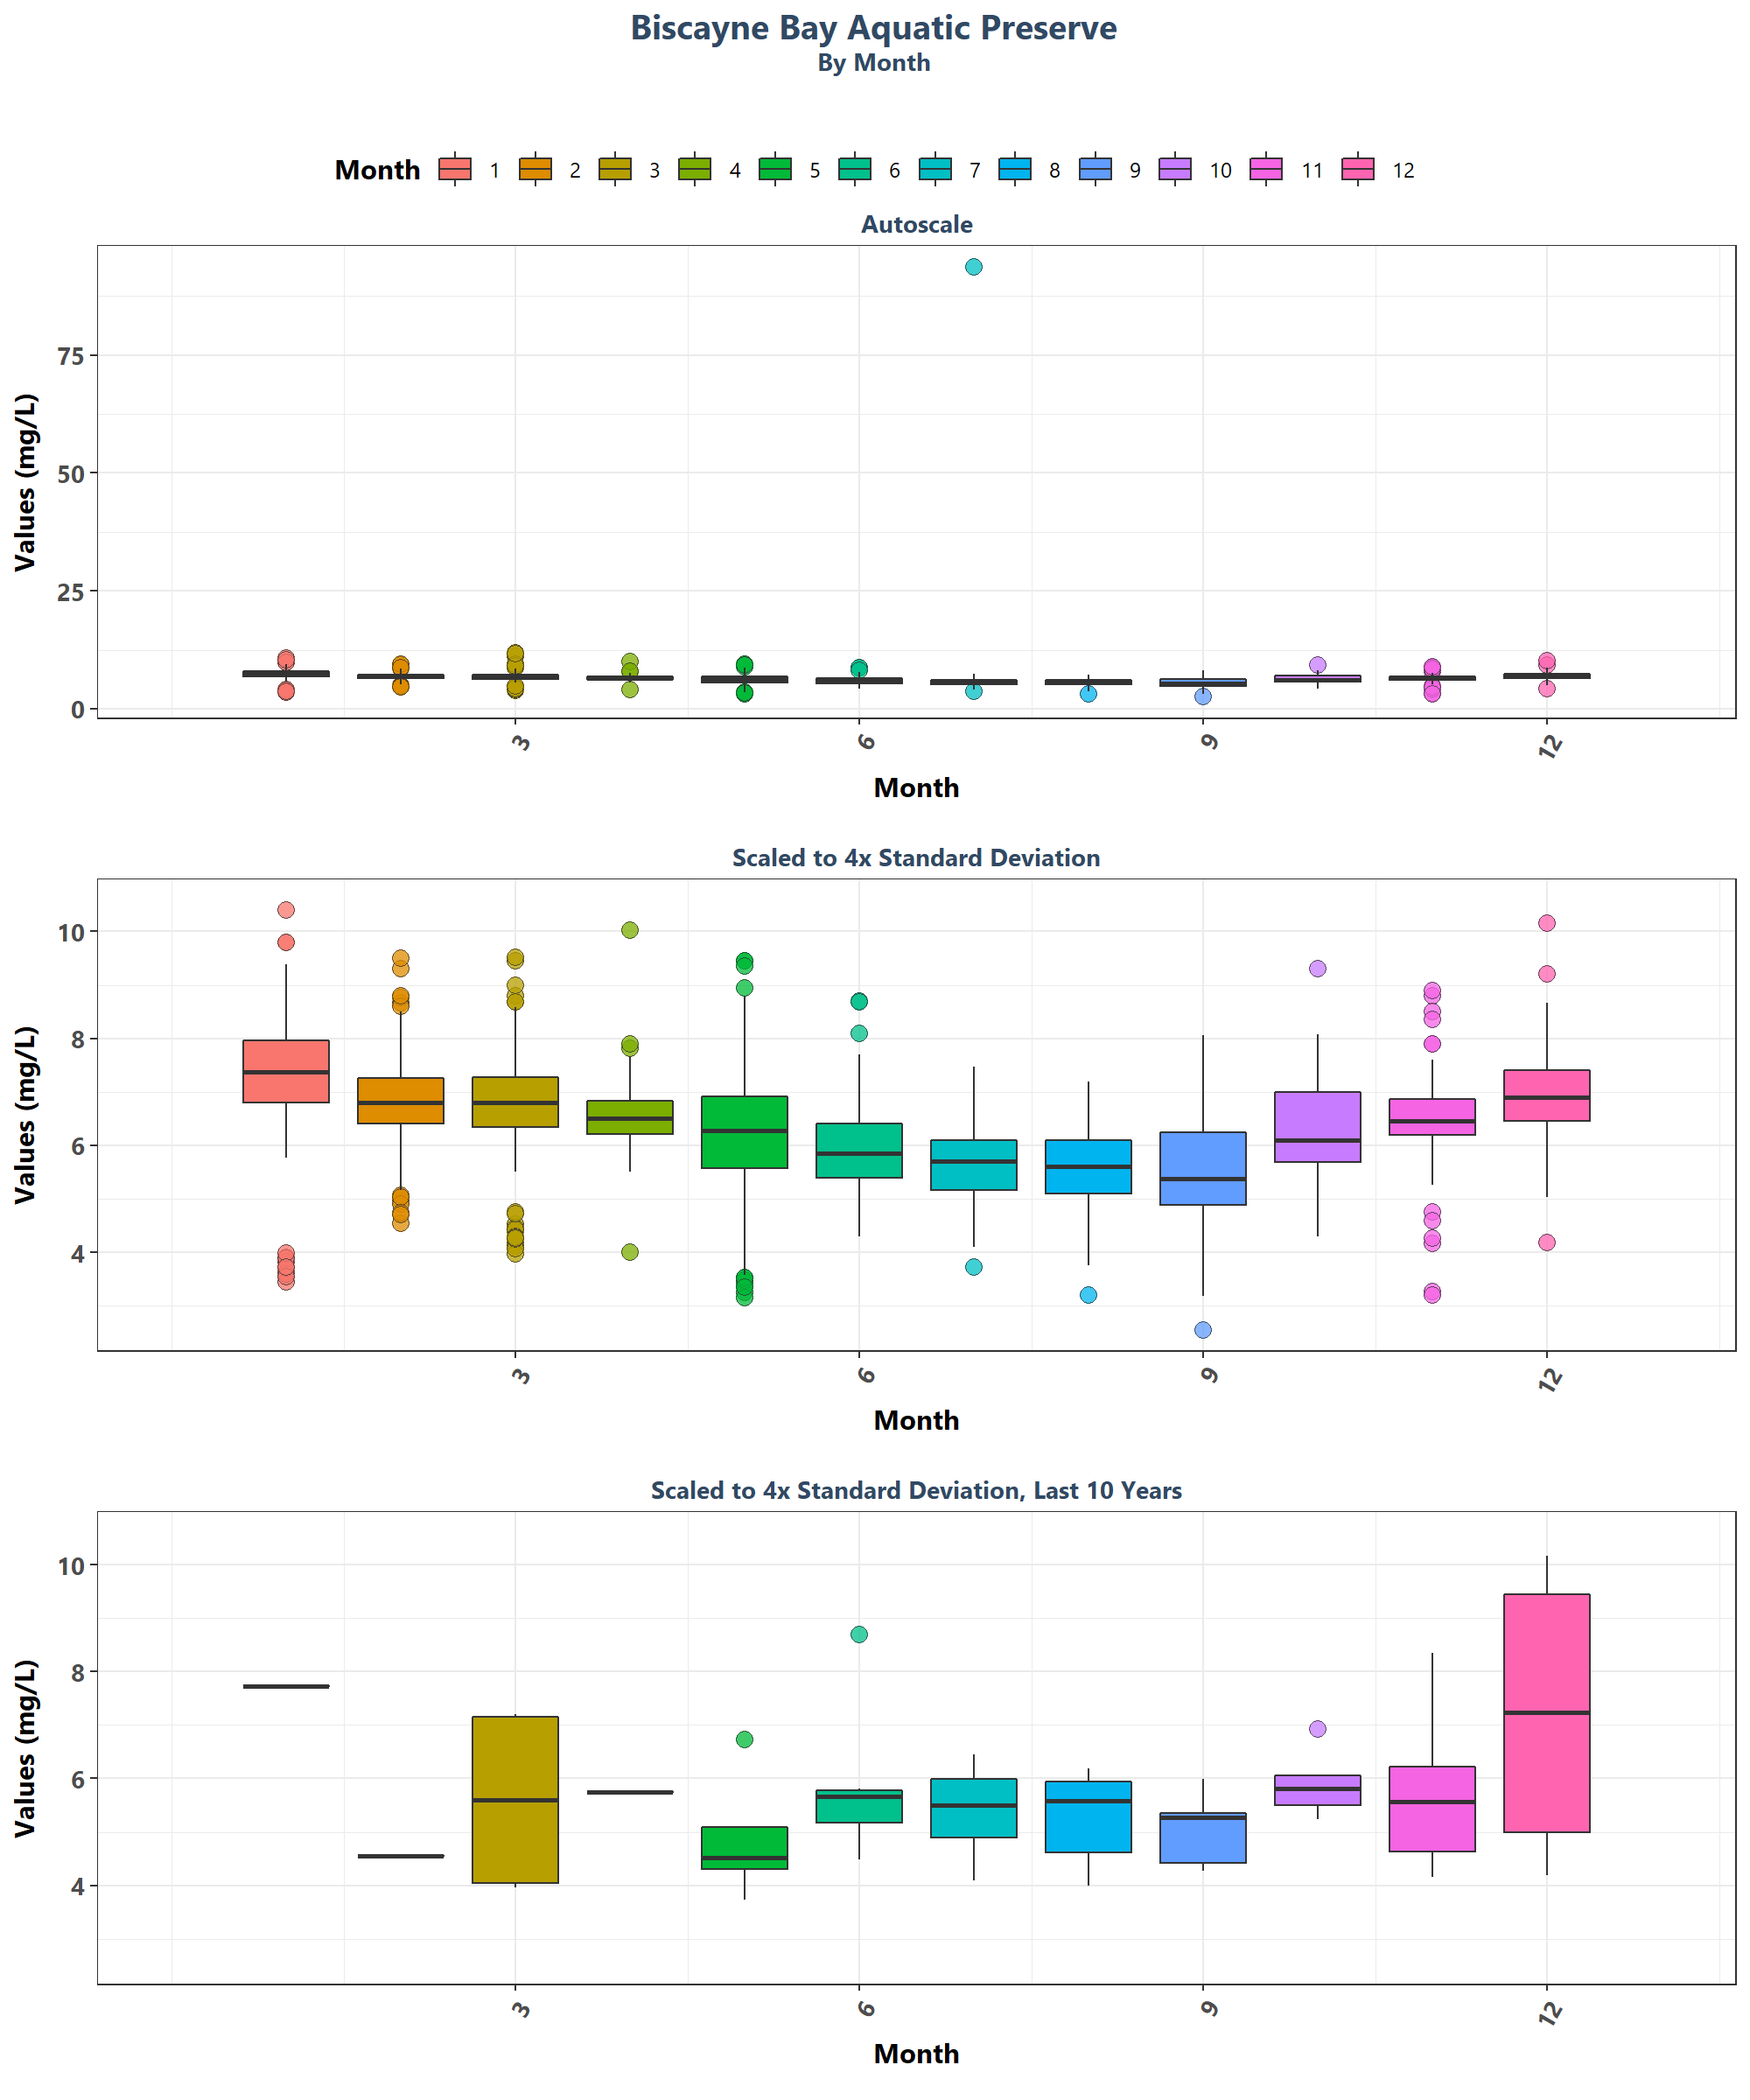 Biscayne Bay Aquatic Preserve
By Month
Month 1 2 3 4 5 6 7 8 9 10 11 12
Autoscale
Values (mg/L)
75
50
25
0
3 6 9 12
Month
Scaled to 4x Standard Deviation
Values (mg/L)
10
8
6
4
3 6 9 12
Month
Scaled to 4x Standard Deviation, Last 10 Years
Values (mg/L)
10
8
6
4
3 6 9 12
Month